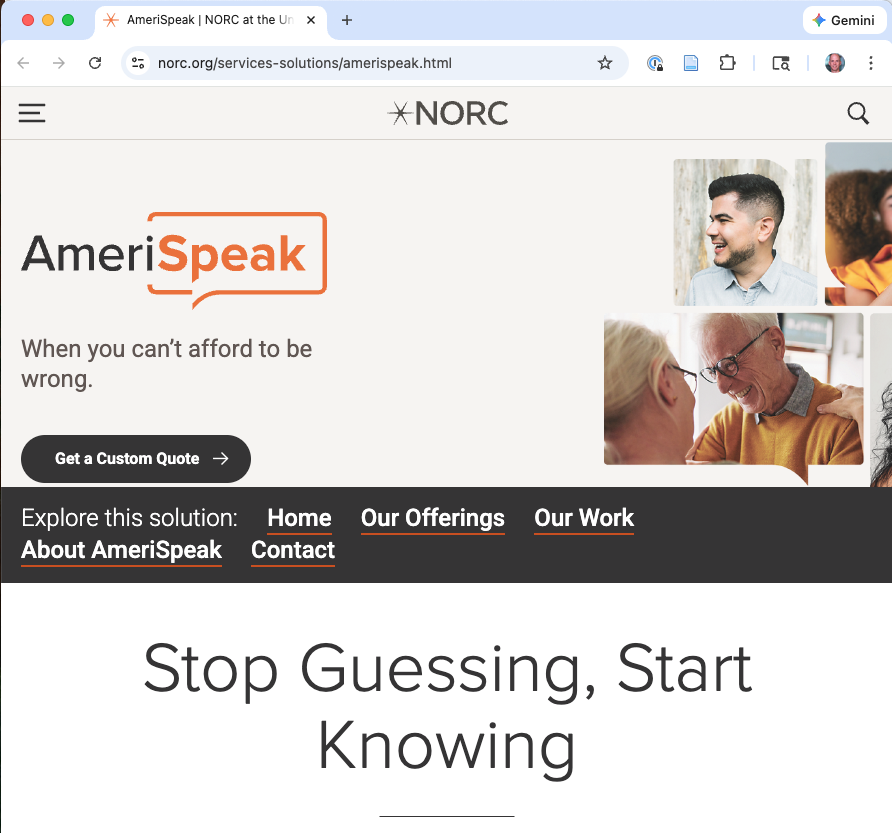 AmeriSpeak | NORC at the Un
Gemini
norc.org/services-solutions/amerispeak.html
NORC
AmeriSpeak
When you can’t afford to be
wrong.
Get a Custom Quote
Explore this solution: Home Our Offerings Our Work
About AmeriSpeak Contact
Stop Guessing, Start
Knowing